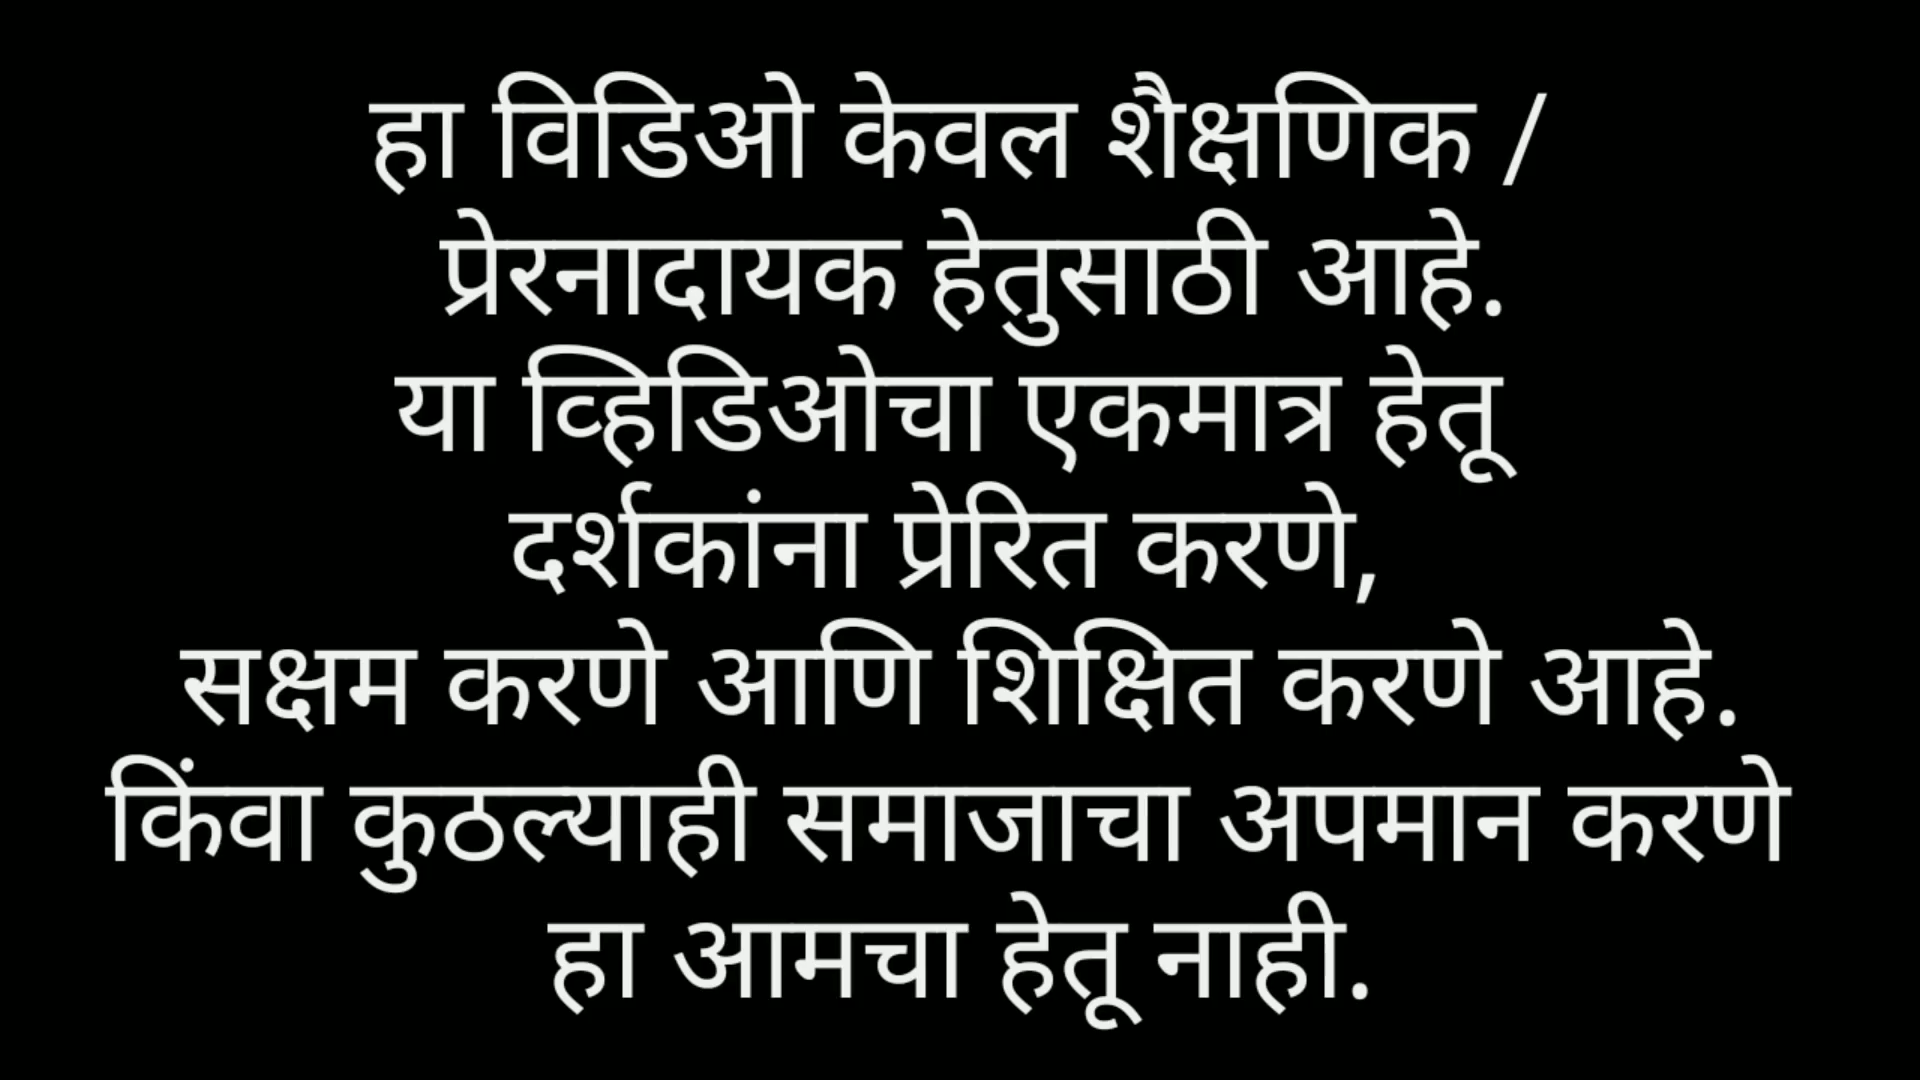 हा विडिओ केवल शैक्षणिक /
प्रेरनादायक हेतुसाठी आहे.
या व्हिडिओचा एकमात्र हेतू
दर्शकांना प्रेरित करणे,
सक्षम करणे आणि शिक्षित करणे आहे.
किंवा कुठल्याही समाजाचा अपमान करणे
हा आमचा हेतू नाही.